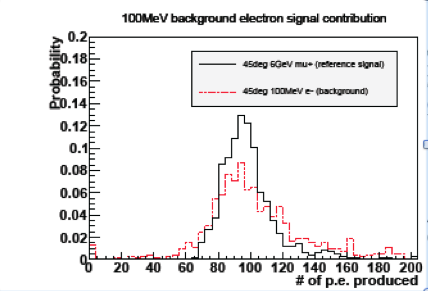 100MeV background electron signal contribution
Probability
0.2
0.18
0.16
0.14
0.12
0.1
0.08
0.06
0.04
0.02
0
45deg 6GeV mu+ (reference signal)
45deg 100MeV e- (background)
0 20 40 60 80 100 120 140 160 180 200
# of p.e. produced